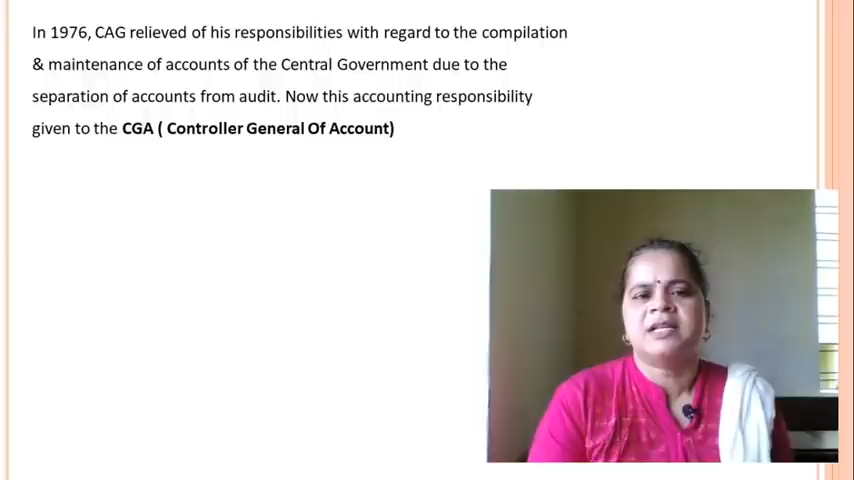 In 1976, CAG relieved of his responsibilities with regard to the compilation
& maintenance of accounts of the Central Government due to the
separation of accounts from audit. Now this accounting responsibility
given to the CGA ( Controller General Of Account)